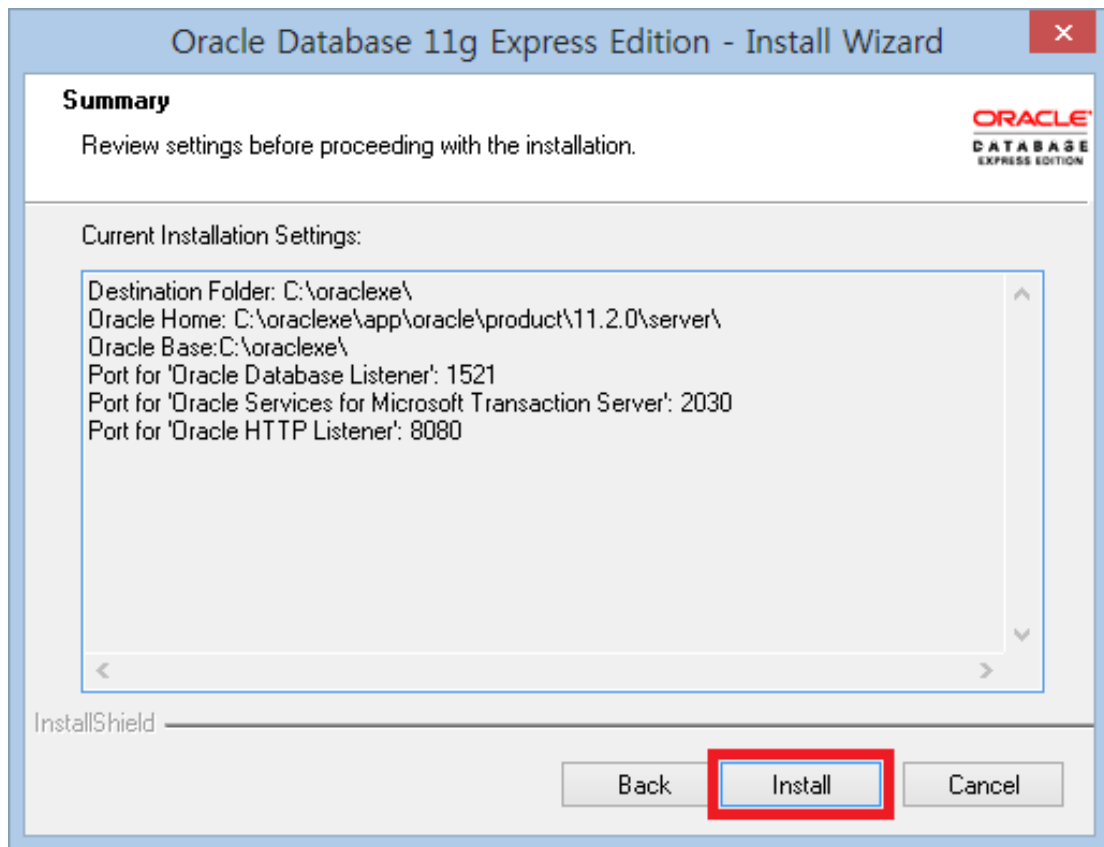 Oracle Database 11g Express Edition - Install Wizard
Summary
Review settings before proceeding with the installation.
ORACLE
DATABASE
EXPRESS EDITION
Current Installation Settings:
Destination Folder: C:\oraclexe\
Oracle Home: C:\oraclexe\app\oracle\product\11.2.0\server\
Oracle Base:C:\oraclexe\
Port for 'Oracle Database Listener': 1521
Port for 'Oracle Services for Microsoft Transaction Server': 2030
Port for 'Oracle HTTP Listener': 8080
InstallShield
Back Install Cancel